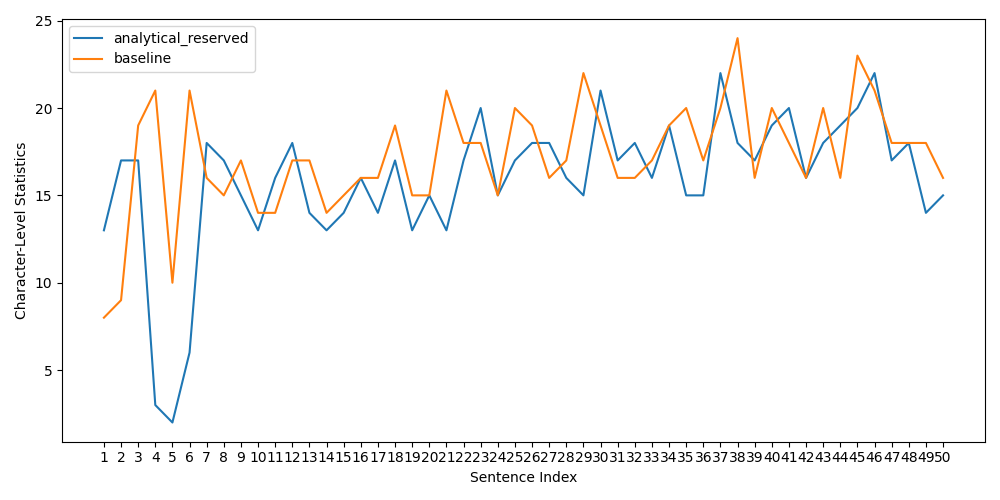 analytical_reserved
baseline
25
20
15
10
5
Character-Level Statistics
1 2 3 4 5 6 7 8 9 10 11 12 13 14 15 16 17 18 19 20 21 22 23 24 25 26 27 28 29 30 31 32 33 34 35 36 37 38 39 40 41 42 43 44 45 46 47 48 49 50
Sentence Index